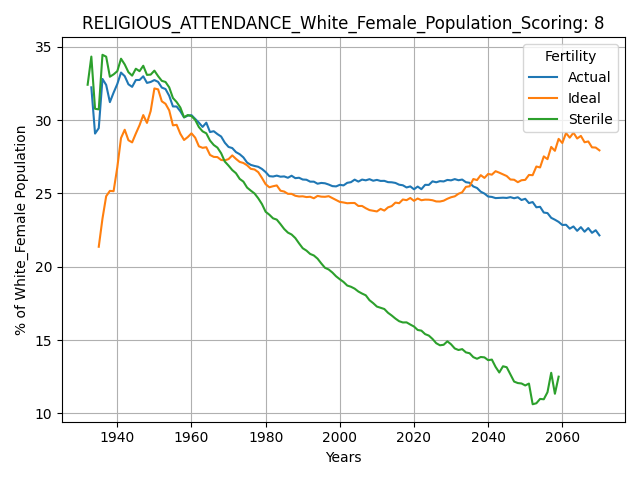 RELIGIOUS_ATTENDANCE_White_Female_Population_Scoring: 8
% of White_Female Population
35
30
25
20
15
10
Fertility
Actual
Ideal
Sterile
1940 1960 1980 2000 2020 2040 2060
Years